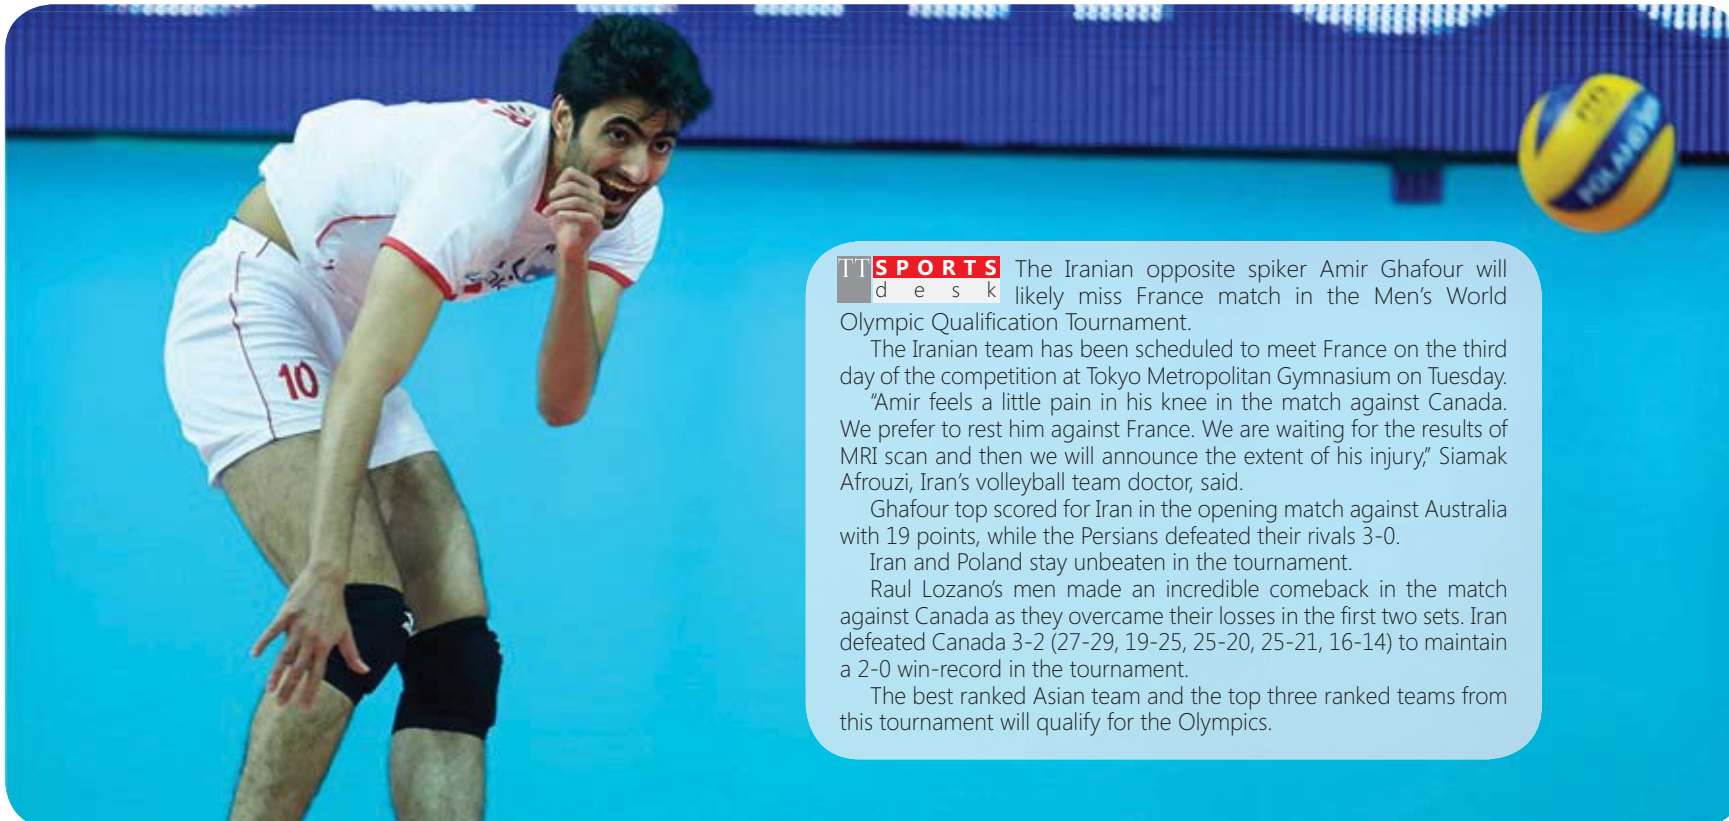 10
POLAND
TT SPORTS
desk
The Iranian opposite spiker Amir Ghafour will
likely miss France match in the Men’s World
Olympic Qualification Tournament.
The Iranian team has been scheduled to meet France on the third
day of the competition at Tokyo Metropolitan Gymnasium on Tuesday.
“Amir feels a little pain in his knee in the match against Canada.
We prefer to rest him against France. We are waiting for the results of
MRI scan and then we will announce the extent of his injury,” Siamak
Afrouzi, Iran’s volleyball team doctor, said.
Ghafour top scored for Iran in the opening match against Australia
with 19 points, while the Persians defeated their rivals 3-0.
Iran and Poland stay unbeaten in the tournament.
Raul Lozano’s men made an incredible comeback in the match
against Canada as they overcame their losses in the first two sets. Iran
defeated Canada 3-2 (27-29, 19-25, 25-20, 25-21, 16-14) to maintain
a 2-0 win-record in the tournament.
The best ranked Asian team and the top three ranked teams from
this tournament will qualify for the Olympics.